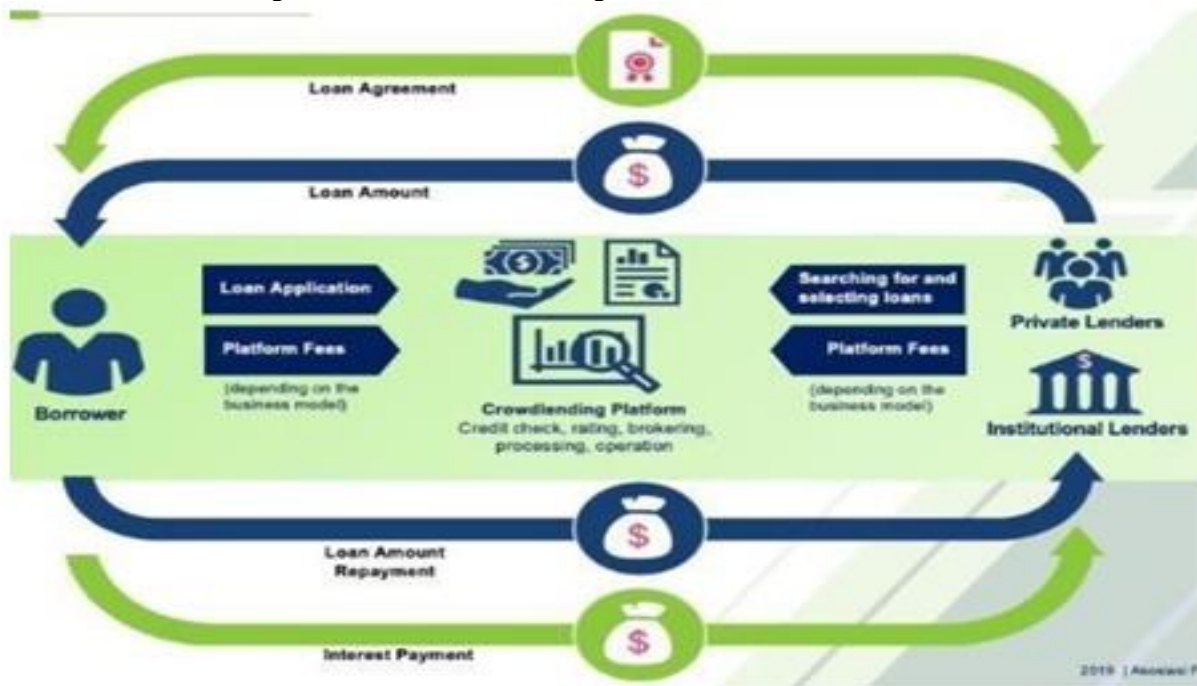 Loan Agreement
$
Loan Amount
Loan Application
Searching for and
selecting loans
Private Lenders
Platform Fees
Platform Fees
(depending on the
business model)
(depending on the
business model)
$
Borrower
Crowdlending Platform
Credit check, rating, brokering,
processing, operation
Institutional Lenders
$
Loan Amount
Repayment
$
Interest Payment
2019 | Asosiasi F